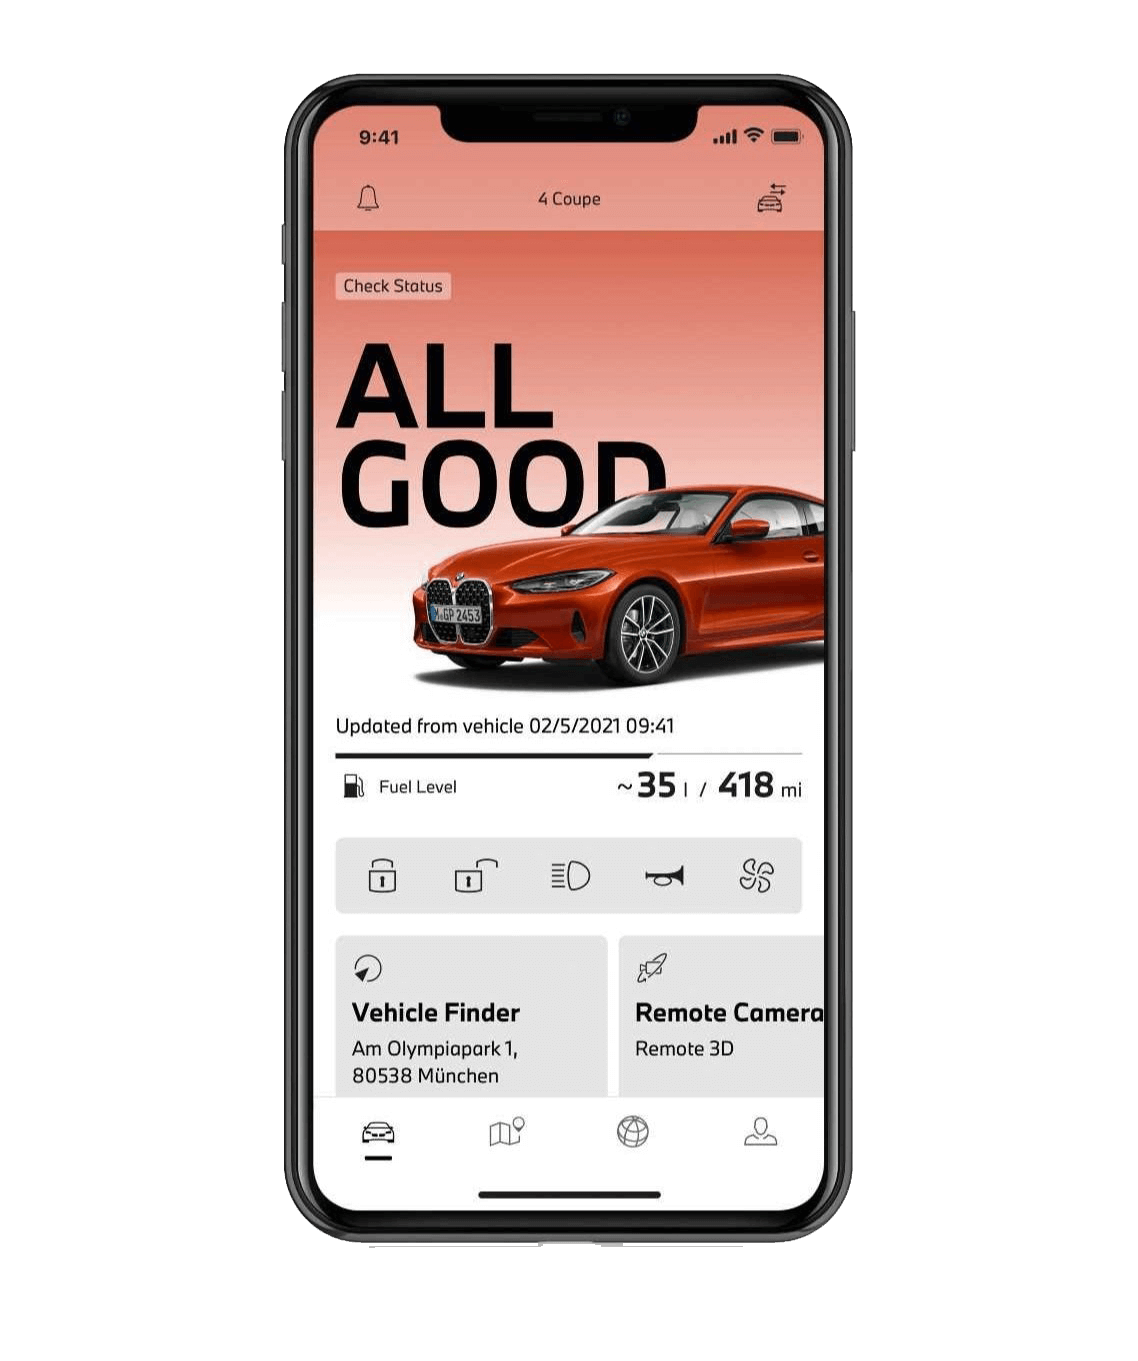 9:41
4 Coupe
Check Status
ALL
GOOD
M GP 2453
Updated from vehicle 02/5/2021 09:41
Fuel Level ~35 l / 418 mi
Vehicle Finder
Am Olympiapark 1,
80538 München
Remote Camera
Remote 3D